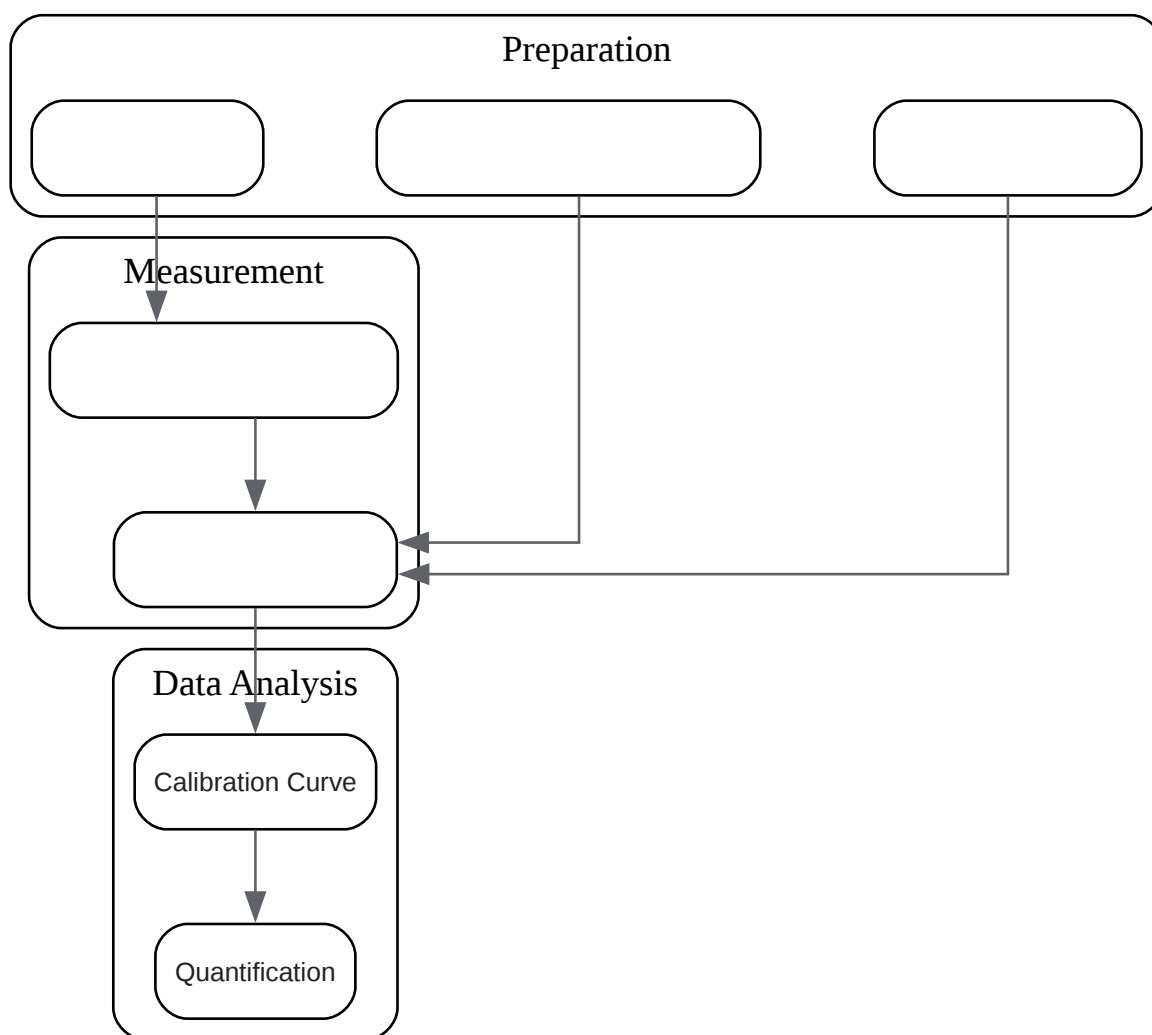 Preparation
Measurement
Data Analysis
Calibration Curve
Quantification